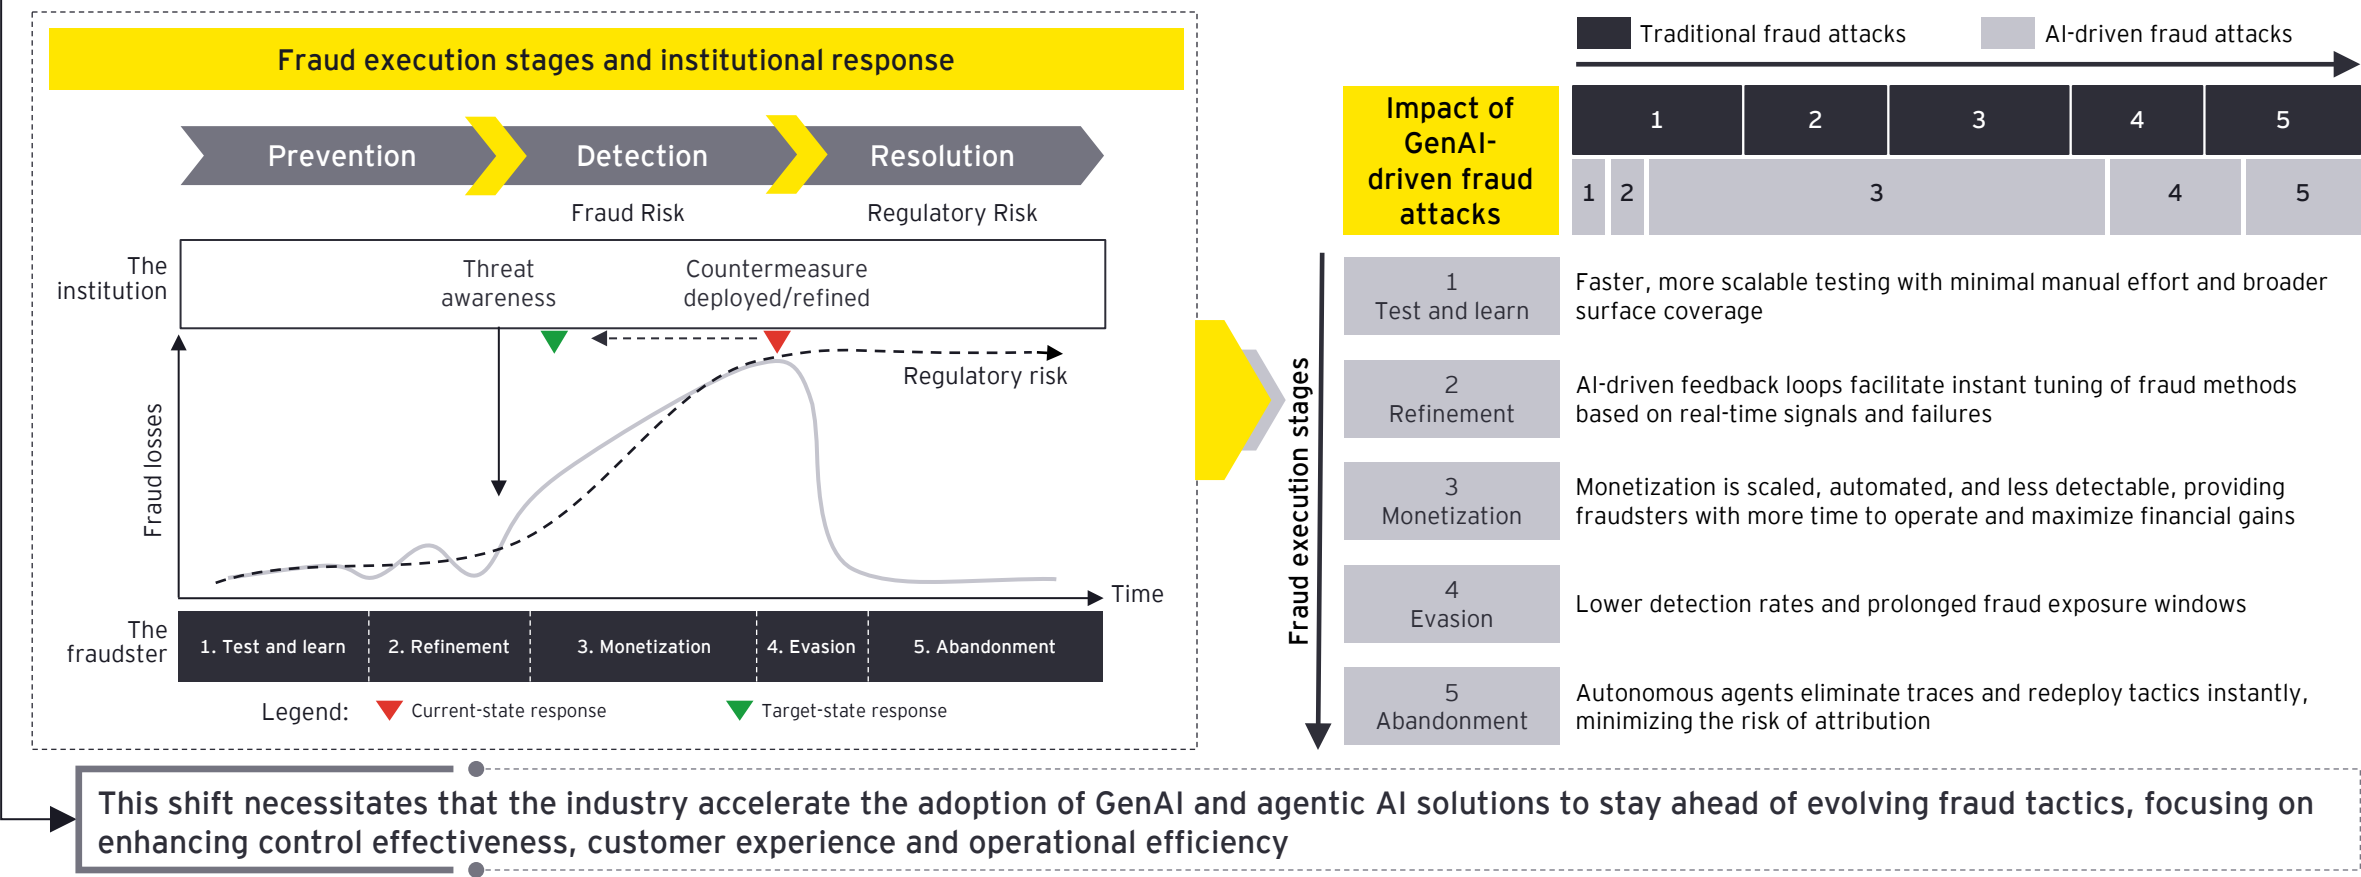 Fraud execution stages and institutional response
Prevention
Detection
Resolution
Fraud Risk
Regulatory Risk
The
institution
Threat
awareness
Countermeasure
deployed/refined
Regulatory risk
Fraud losses
Time
The
fraudster
1. Test and learn
2. Refinement
3. Monetization
4. Evasion
5. Abandonment
Legend:
Current-state response
Target-state response
Traditional fraud attacks
AI-driven fraud attacks
Impact of
GenAI-
driven fraud
attacks
1
2
3
4
5
1
2
3
4
5
Fraud execution stages
1
Test and learn
Faster, more scalable testing with minimal manual effort and broader
surface coverage
2
Refinement
AI-driven feedback loops facilitate instant tuning of fraud methods
based on real-time signals and failures
3
Monetization
Monetization is scaled, automated, and less detectable, providing
fraudsters with more time to operate and maximize financial gains
4
Evasion
Lower detection rates and prolonged fraud exposure windows
5
Abandonment
Autonomous agents eliminate traces and redeploy tactics instantly,
minimizing the risk of attribution
This shift necessitates that the industry accelerate the adoption of GenAI and agentic AI solutions to stay ahead of evolving fraud tactics, focusing on
enhancing control effectiveness, customer experience and operational efficiency